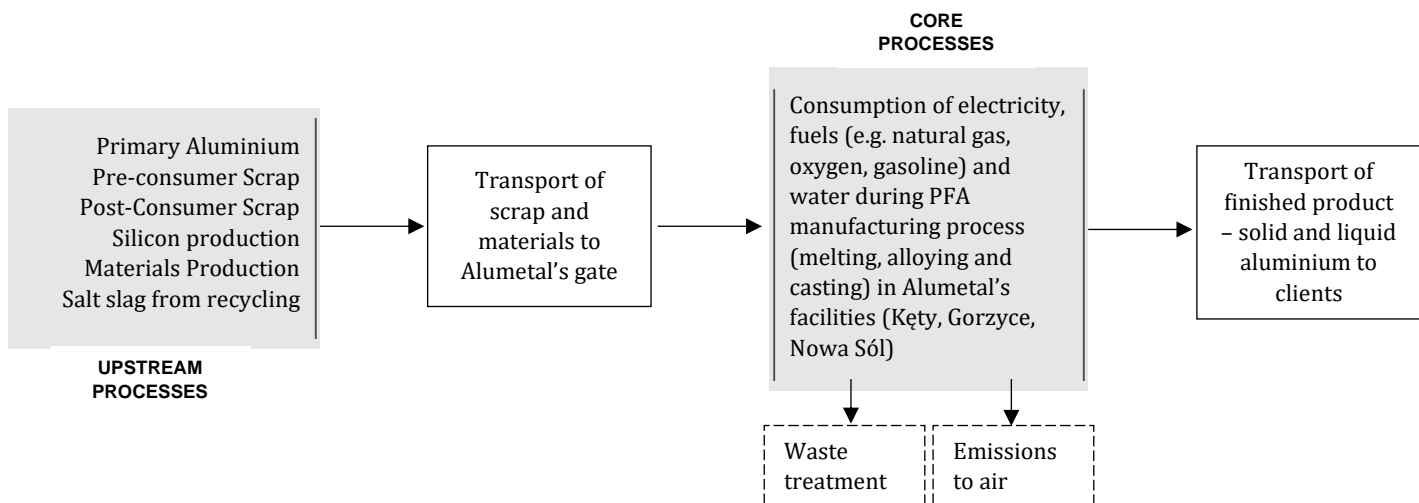 Primary Aluminium
Pre-consumer Scrap
Post-Consumer Scrap
Silicon production
Materials Production
Salt slag from recycling
UPSTREAM
PROCESSES
Transport of
scrap and
materials to
Alumetal’s gate
CORE
PROCESSES
Consumption of electricity,
fuels (e.g. natural gas,
oxygen, gasoline) and
water during PFA
manufacturing process
(melting, alloying and
casting) in Alumetal’s
facilities (Kęty, Gorzyce,
Nowa Sól)
Waste
treatment
Emissions
to air
Transport of
finished product
– solid and liquid
aluminium to
clients